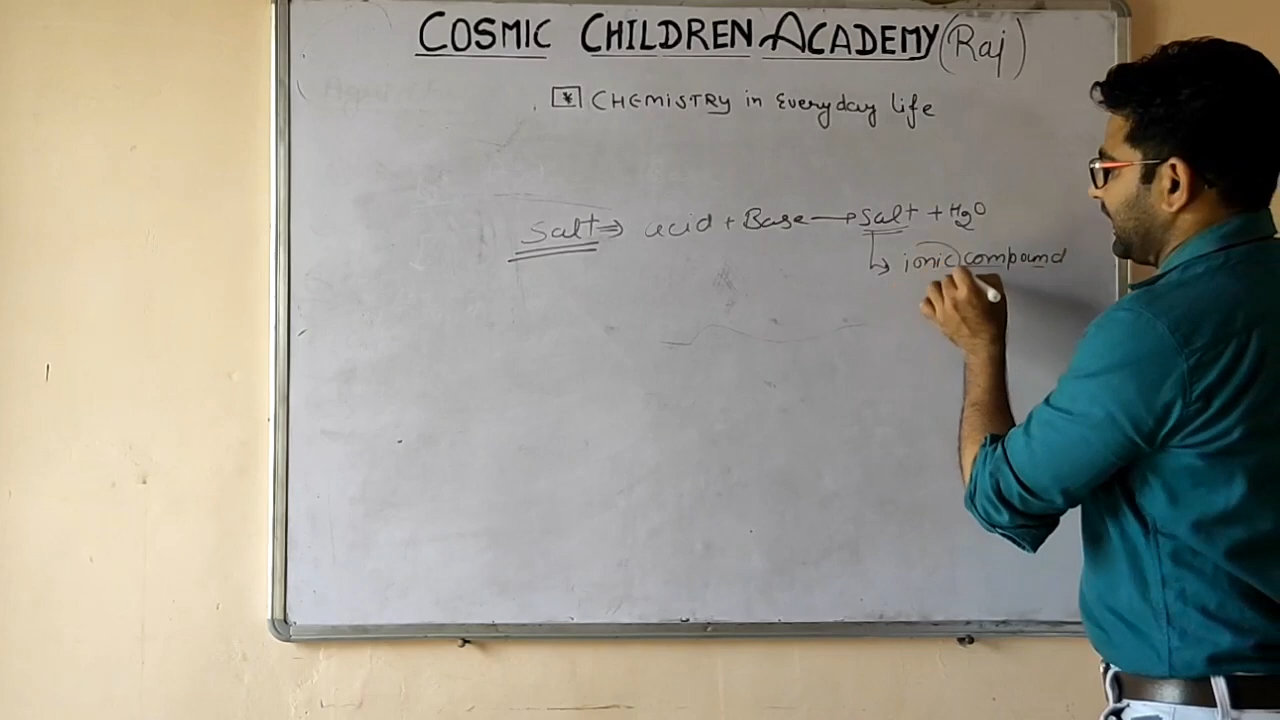 COSMIC CHILDREN ACADEMY (Raj)
* CHEMISTRY in Everyday life
Salt ⇒ acid + Base → Salt + H2O
↳ ionic compound